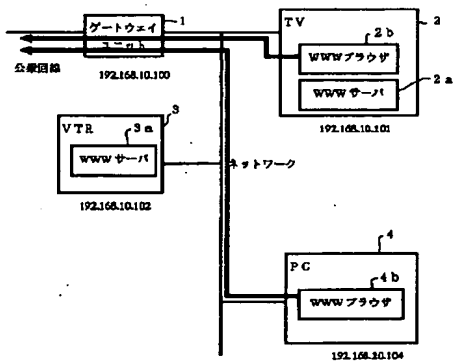 ゲートウェイ
ユニット
1
公衆回線
192.168.10.100
TV
2
WWWブラウザ
2b
WWWサーバ
2a
192.168.10.101
VTR
3
3a
WWWサーバ
192.168.10.102
ネットワーク
PC
4
4b
WWWブラウザ
192.168.10.104